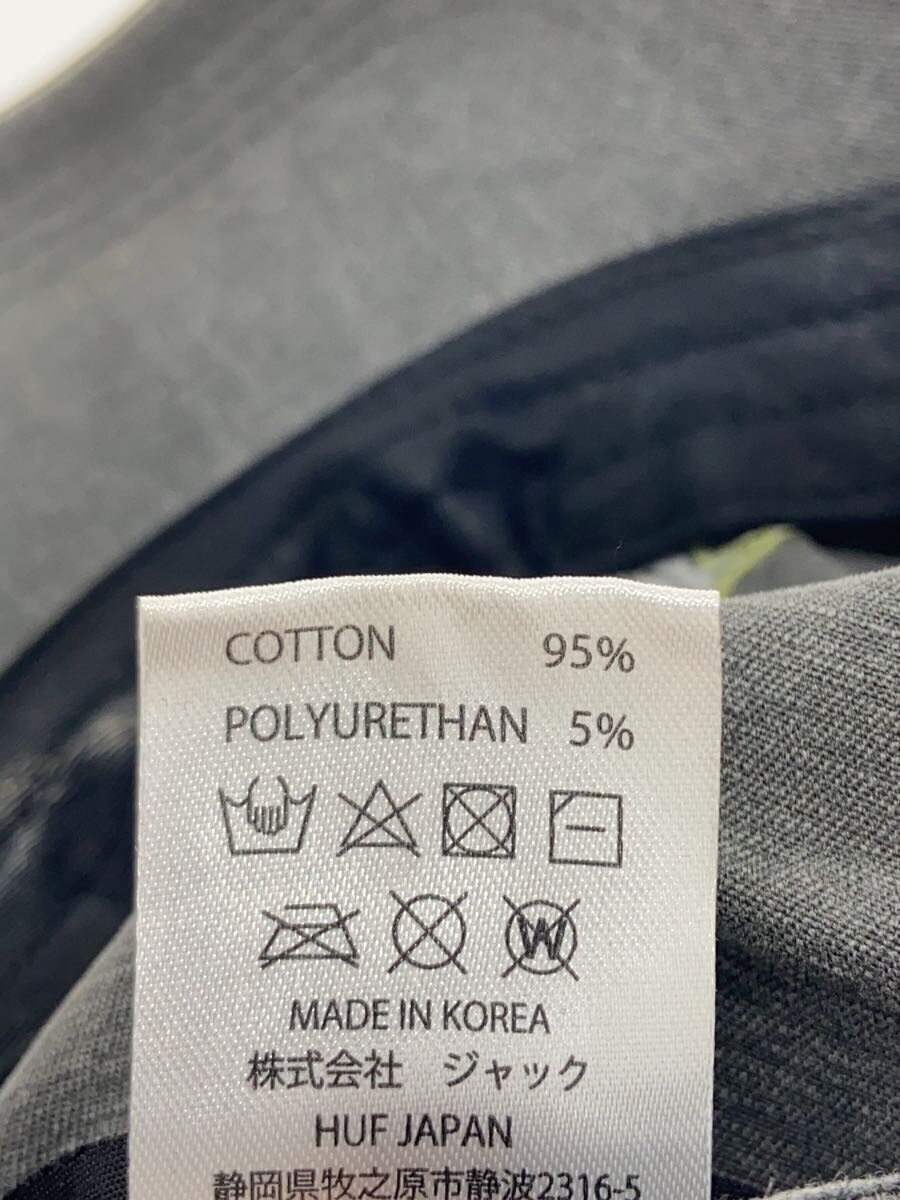 COTTON 95%
POLYURETHAN 5%
W
MADE IN KOREA
株式会社　ジャック
HUF JAPAN
静岡県牧之原市静波2316-5